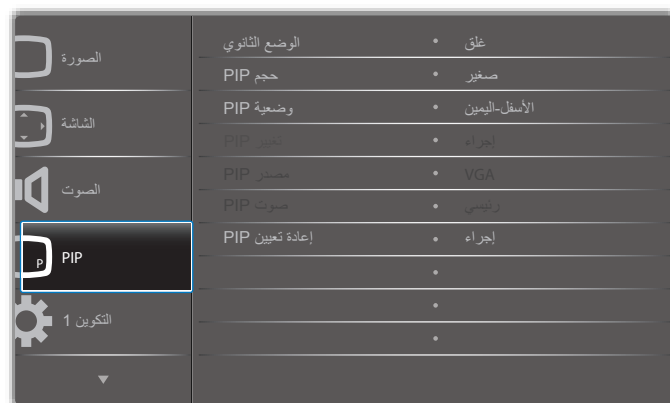 الصورة
الشاشة
الصوت
P
PIP
التكوين 1
الوضع الثانوي • غلق
حجم PIP • صغير
وضعية PIP • الأسفل-اليمين
تغيير PIP • إجراء
مصدر PIP • VGA
صوت PIP • رئيسي
إعادة تعيين PIP • إجراء
•
•
•